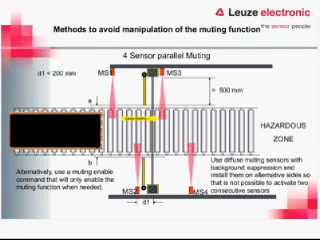 Leuze electronic
the sensor people
Methods to avoid manipulation of the muting function
4 Sensor parallel Muting
d1 < 200 mm
MS1
MS3
> 500 mm
a
HAZARDOUS
ZONE
b
Alternatively, use a muting enable
command that will only enable the
muting function when needed.
MS2
MS4
d1
Use diffuse muting sensors with
background suppression and
install them on alternative sides so
that is not possible to activate two
consecutive sensors